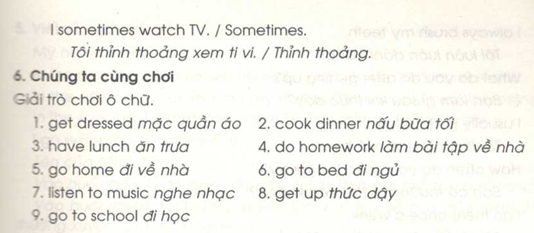 I sometimes watch TV. / Sometimes.
Tôi thỉnh thoảng xem ti vi. / Thỉnh thoảng.
6. Chúng ta cùng chơi
Giải trò chơi ô chữ.
1. get dressed mặc quần áo 2. cook dinner nấu bữa tối
3. have lunch ăn trưa 4. do homework làm bài tập về nhà
5. go home đi về nhà 6. go to bed đi ngủ
7. listen to music nghe nhạc 8. get up thức dậy
9. go to school đi học